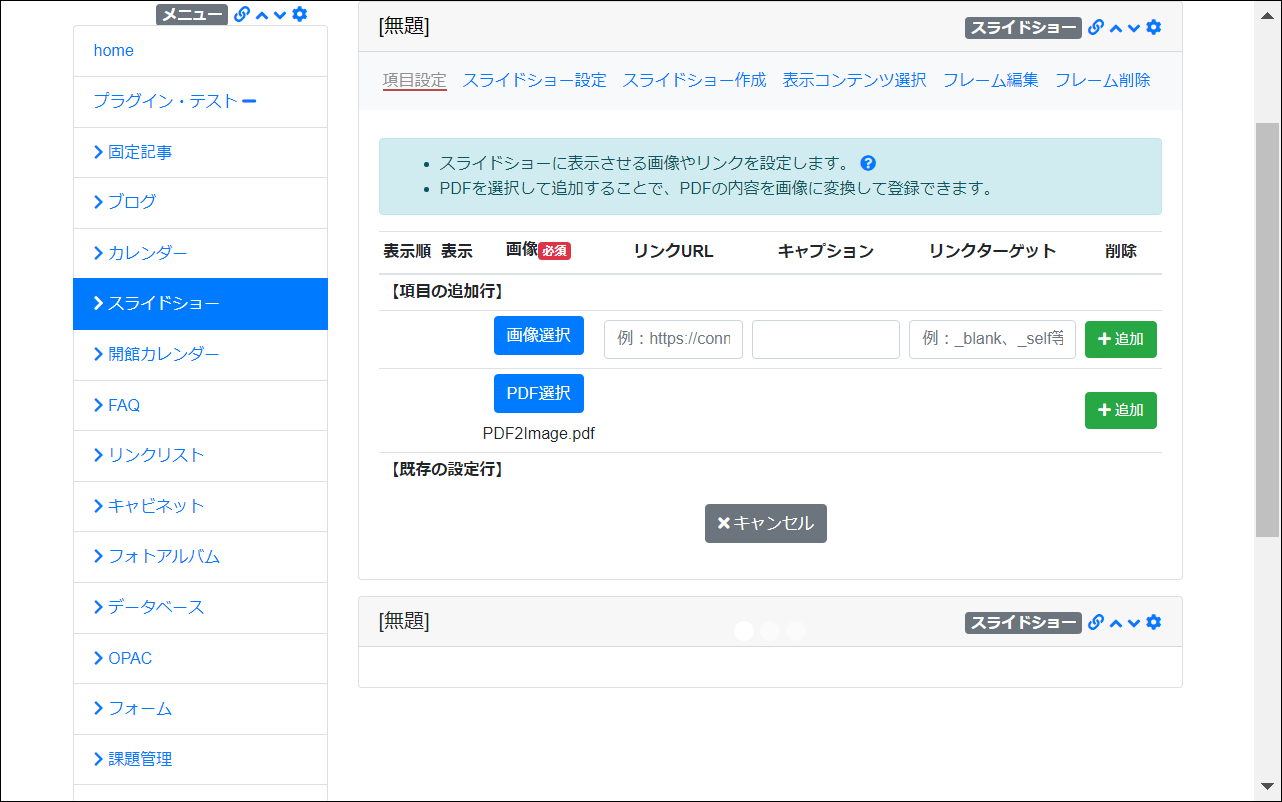 メニュー
home
プラグイン・テスト
固定記事
ブログ
カレンダー
スライドショー
開館カレンダー
FAQ
リンクリスト
キャビネット
フォトアルバム
データベース
OPAC
フォーム
課題管理
[無題]
スライドショー
項目設定 スライドショー設定 スライドショー作成 表示コンテンツ選択 フレーム編集 フレーム削除
• スライドショーに表示させる画像やリンクを設定します。
• PDFを選択して追加することで、PDFの内容を画像に変換して登録できます。
表示順 表示 画像 必須 リンクURL キャプション リンクターゲット 削除
【項目の追加行】
画像選択 例：https://conn 例：_blank、_self等 追加
PDF選択 追加
PDF2Image.pdf
【既存の設定行】
キャンセル
[無題]
スライドショー